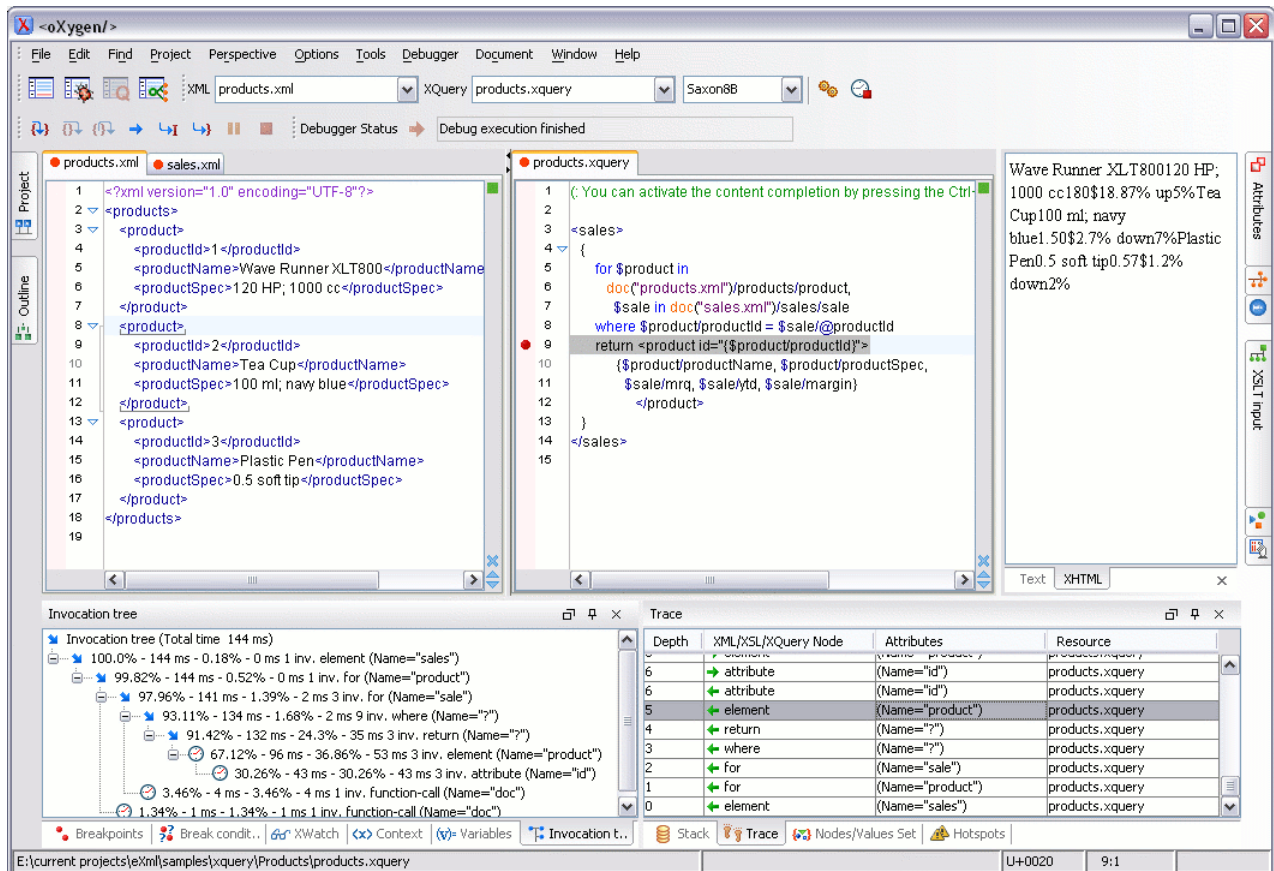 <oXygen/>
File Edit Find Project Perspective Options Tools Debugger Document Window Help
XML products.xml XQuery products.xquery Saxon8B
Debugger Status Debug execution finished
Project
Outline
products.xml sales.xml
1 <?xml version="1.0" encoding="UTF-8"?>
2 <products>
3 <product>
4 <productId>1</productId>
5 <productName>Wave Runner XLT800</productName
6 <productSpec>120 HP; 1000 cc</productSpec>
7 </product>
8 <product>
9 <productId>2</productId>
10 <productName>Tea Cup</productName>
11 <productSpec>100 ml; navy blue</productSpec>
12 </product>
13 <product>
14 <productId>3</productId>
15 <productName>Plastic Pen</productName>
16 <productSpec>0.5 soft tip</productSpec>
17 </product>
18 </products>
19
products.xquery
1 (: You can activate the content completion by pressing the Ctrl-
2
3 <sales>
4 {
5 for $product in
6 doc("products.xml")/products/product,
7 $sale in doc("sales.xml")/sales/sale
8 where $product/productId = $sale/@productId
9 return <product id="{$product/productId}">
10 {$product/productName, $product/productSpec,
11 $sale/mrq, $sale/ytd, $sale/margin}
12 </product>
13 }
14 </sales>
15
Wave Runner XLT800120 HP;
1000 cc180$18.87% up5%Tea
Cup100 ml; navy
blue1.50$2.7% down7%Plastic
Pen0.5 soft tip0.57$1.2%
down2%
Text XHTML
Attributes
XSLT input
Invocation tree
Invocation tree (Total time 144 ms)
100.0% - 144 ms - 0.18% - 0 ms 1 inv. element (Name="sales")
99.82% - 144 ms - 0.52% - 0 ms 1 inv. for (Name="product")
97.96% - 141 ms - 1.39% - 2 ms 3 inv. for (Name="sale")
93.11% - 134 ms - 1.68% - 2 ms 9 inv. where (Name="?")
91.42% - 132 ms - 24.3% - 35 ms 3 inv. return (Name="?")
67.12% - 96 ms - 36.86% - 53 ms 3 inv. element (Name="product")
30.26% - 43 ms - 30.26% - 43 ms 3 inv. attribute (Name="id")
3.46% - 4 ms - 3.46% - 4 ms 1 inv. function-call (Name="doc")
1.34% - 1 ms - 1.34% - 1 ms 1 inv. function-call (Name="doc")
Breakpoints Break condit.. XWatch Context Variables Invocation t..
Trace
Depth XML/XSL/XQuery Node Attributes Resource
6 attribute (Name="id") products.xquery
6 attribute (Name="id") products.xquery
5 element (Name="product") products.xquery
4 return (Name="?") products.xquery
3 where (Name="?") products.xquery
2 for (Name="sale") products.xquery
1 for (Name="product") products.xquery
0 element (Name="sales") products.xquery
Stack Trace Nodes/Values Set Hotspots
E:\current projects\eXml\samples\xquery\Products\products.xquery U+0020 9:1